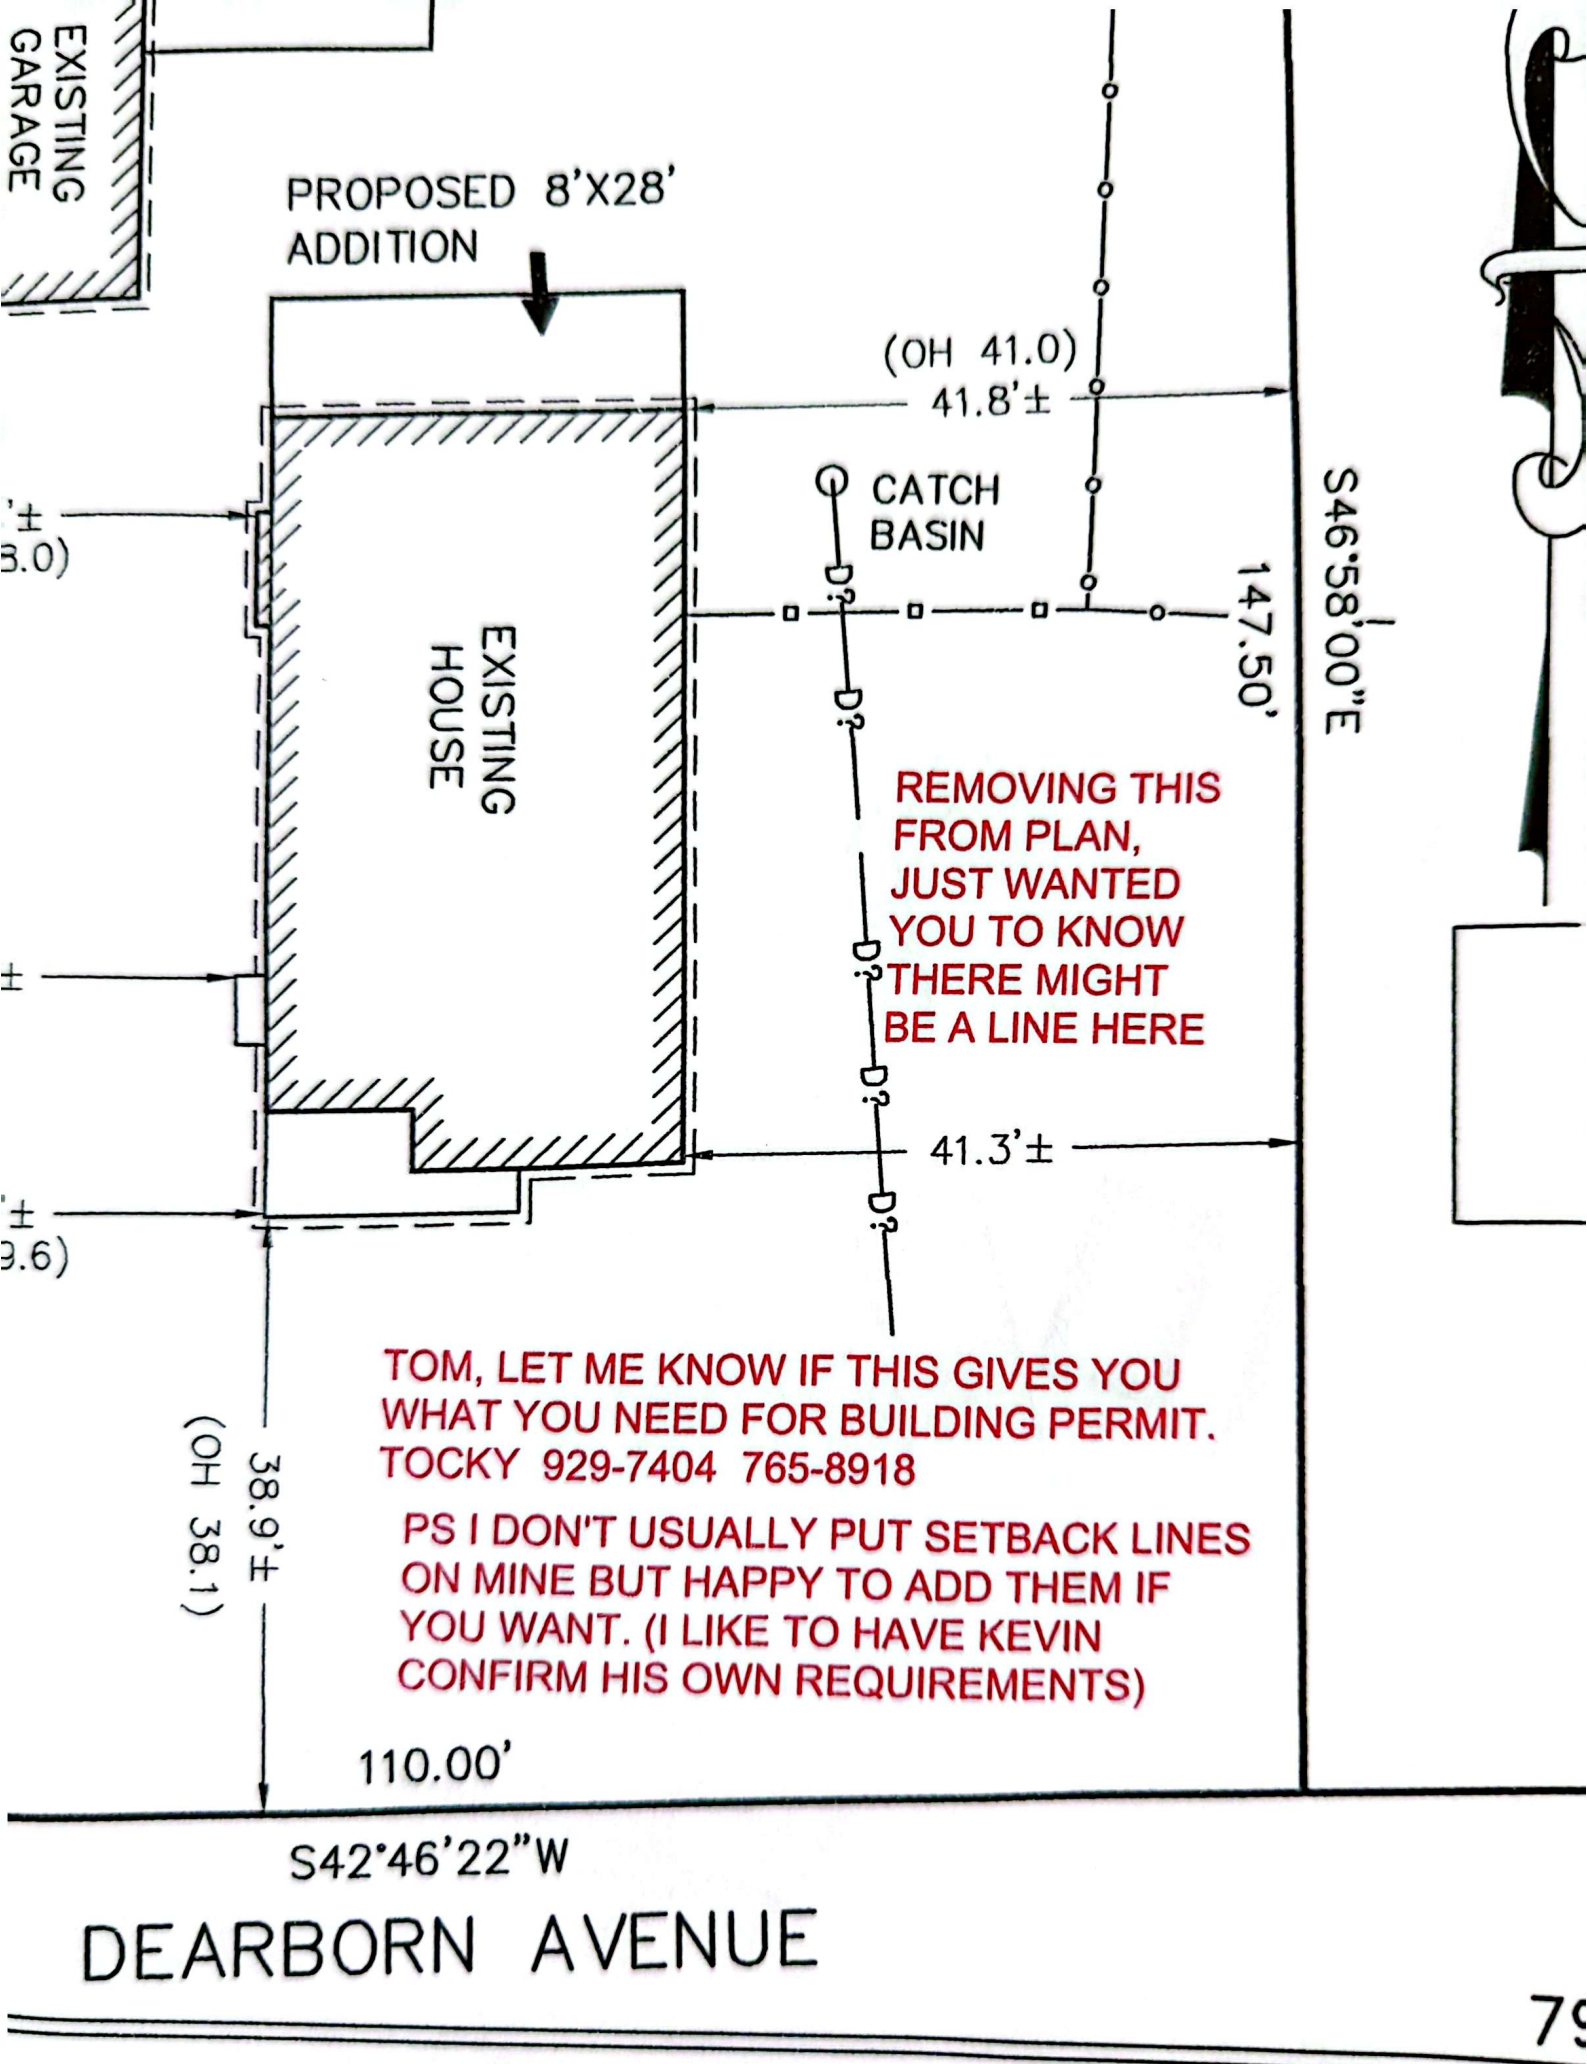 EXISTING
GARAGE
PROPOSED 8'X28'
ADDITION
(OH 41.0)
41.8'±
CATCH
BASIN
D?
D?
D?
D?
D?
'±
S46°58'00"E
147.50'
EXISTING
HOUSE
REMOVING THIS
FROM PLAN,
JUST WANTED
YOU TO KNOW
THERE MIGHT
BE A LINE HERE
±
41.3'±
'±
TOM, LET ME KNOW IF THIS GIVES YOU
WHAT YOU NEED FOR BUILDING PERMIT.
TOCKY 929-7404 765-8918
38.9'±
(OH 38.1)
PS I DON'T USUALLY PUT SETBACK LINES
ON MINE BUT HAPPY TO ADD THEM IF
YOU WANT. (I LIKE TO HAVE KEVIN
CONFIRM HIS OWN REQUIREMENTS)
110.00'
S42°46'22"W
DEARBORN AVENUE